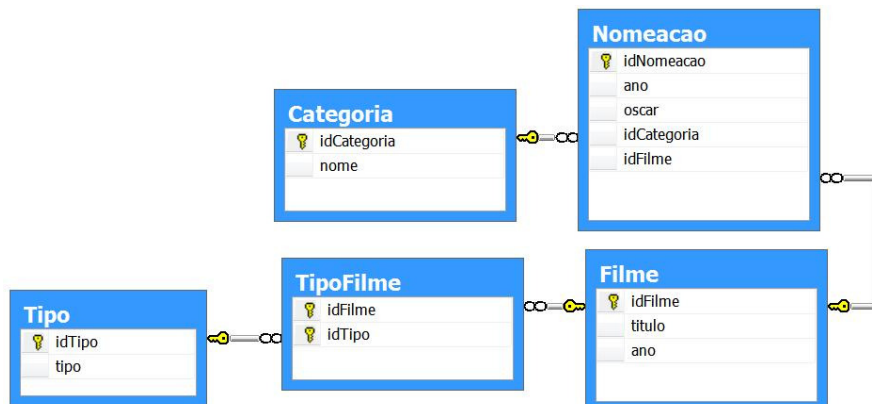 Nomeacao
idNomeacao
ano
oscar
idCategoria
idFilme
Categoria
idCategoria
nome
Filme
idFilme
titulo
ano
TipoFilme
idFilme
idTipo
Tipo
idTipo
tipo